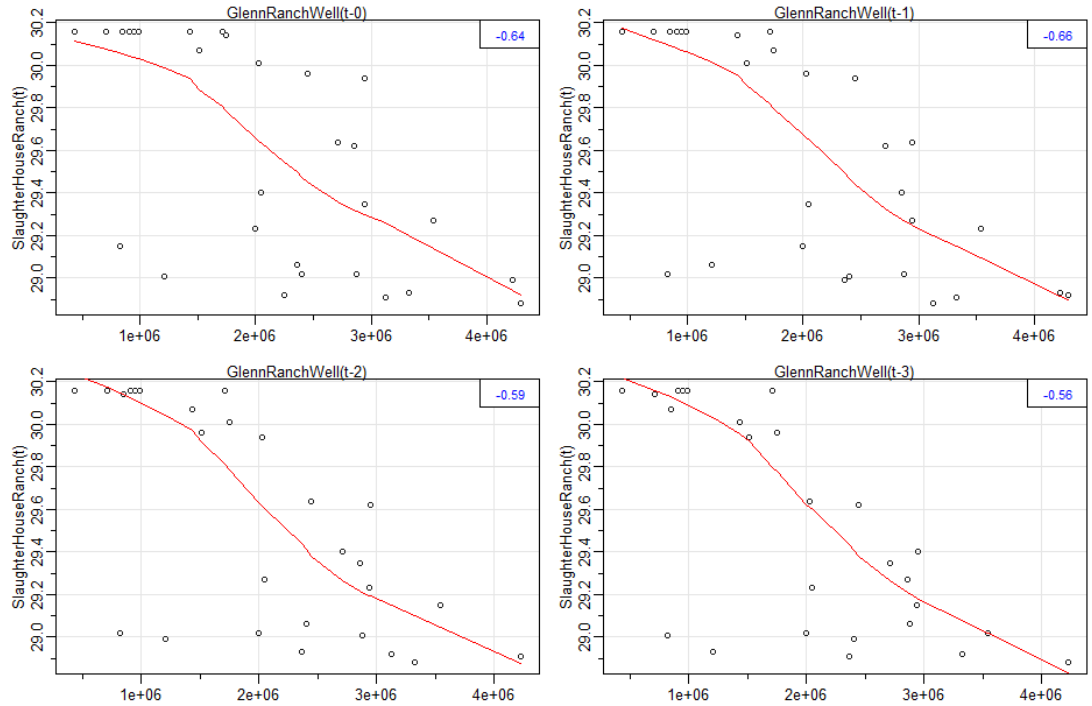 GlennRanchWell(t-0)
-0.64
SlaughterHouseRanch(t)
30.2
30.0
29.8
29.6
29.4
29.2
29.0
1e+06 2e+06 3e+06 4e+06
GlennRanchWell(t-1)
-0.66
SlaughterHouseRanch(t)
30.2
30.0
29.8
29.6
29.4
29.2
29.0
1e+06 2e+06 3e+06 4e+06
GlennRanchWell(t-2)
-0.59
SlaughterHouseRanch(t)
30.2
30.0
29.8
29.6
29.4
29.2
29.0
1e+06 2e+06 3e+06 4e+06
GlennRanchWell(t-3)
-0.56
SlaughterHouseRanch(t)
30.2
30.0
29.8
29.6
29.4
29.2
29.0
1e+06 2e+06 3e+06 4e+06